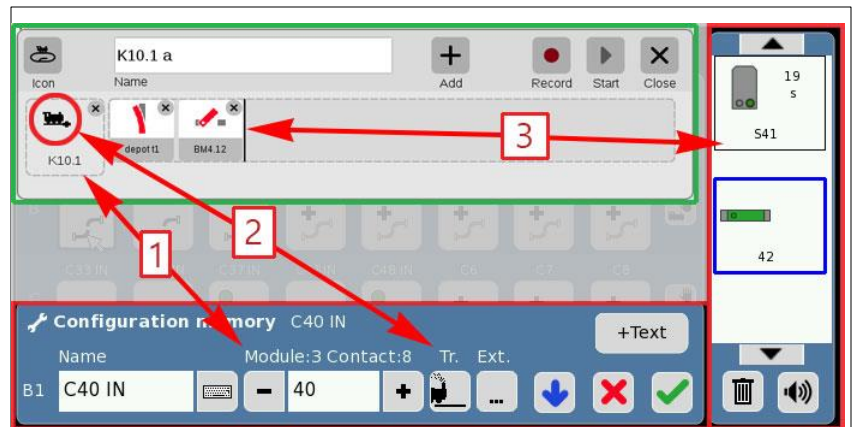 K10.1 a
Icon Name Add Record Start Close
K10.1 depot t1 BM4.12
3
19
s
S41
42
1
2
B
C33 IN C37 IN C48 IN C6 C7 C8
Configuration memory C40 IN
+Text
Name Module:3 Contact:8 Tr. Ext.
B1 C40 IN - 40 + ...